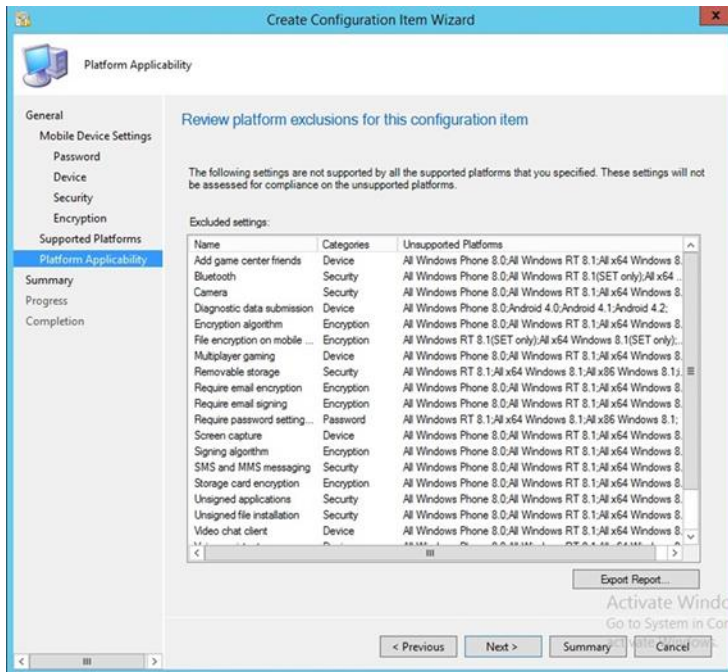 Create Configuration Item Wizard
x
Platform Applicability
General
Mobile Device Settings
Password
Device
Security
Encryption
Supported Platforms
Platform Applicability
Summary
Progress
Completion
Review platform exclusions for this configuration item
The following settings are not supported by all the supported platforms that you specified. These settings will not
be assessed for compliance on the unsupported platforms.
Excluded settings:
Name Categories Unsupported Platforms
Add game center friends Device All Windows Phone 8.0;All Windows RT 8.1;All x64 Windows 8.
Bluetooth Security All Windows Phone 8.0;All Windows RT 8.1(SET only);All x64 ..
Camera Security All Windows Phone 8.0;All Windows RT 8.1;All x64 Windows 8.
Diagnostic data submission Device All Windows Phone 8.0;Android 4.0;Android 4.1;Android 4.2;
Encryption algorithm Encryption All Windows Phone 8.0;All Windows RT 8.1;All x64 Windows 8.
File encryption on mobile ... Encryption All Windows RT 8.1(SET only);All x64 Windows 8.1(SET only);..
Multiplayer gaming Device All Windows Phone 8.0;All Windows RT 8.1;All x64 Windows 8.
Removable storage Security All Windows RT 8.1;All x64 Windows 8.1;All x86 Windows 8.1;i.
Require email encryption Encryption All Windows Phone 8.0;All Windows RT 8.1;All x64 Windows 8.
Require email signing Encryption All Windows Phone 8.0;All Windows RT 8.1;All x64 Windows 8.
Require password setting... Password All Windows RT 8.1;All x64 Windows 8.1;All x86 Windows 8.1;
Screen capture Device All Windows Phone 8.0;All Windows RT 8.1;All x64 Windows 8.
Signing algorithm Encryption All Windows Phone 8.0;All Windows RT 8.1;All x64 Windows 8.
SMS and MMS messaging Security All Windows Phone 8.0;All Windows RT 8.1;All x64 Windows 8.
Storage card encryption Encryption All Windows Phone 8.0;All Windows RT 8.1;All x64 Windows 8.
Unsigned applications Security All Windows Phone 8.0;All Windows RT 8.1;All x64 Windows 8.
Unsigned file installation Security All Windows Phone 8.0;All Windows RT 8.1;All x64 Windows 8.
Video chat client Device All Windows Phone 8.0;All Windows RT 8.1;All x64 Windows 8.
Export Report...
Activate Windo
Go to System in Con
activate Windows.
< Previous
Next >
Summary
Cancel